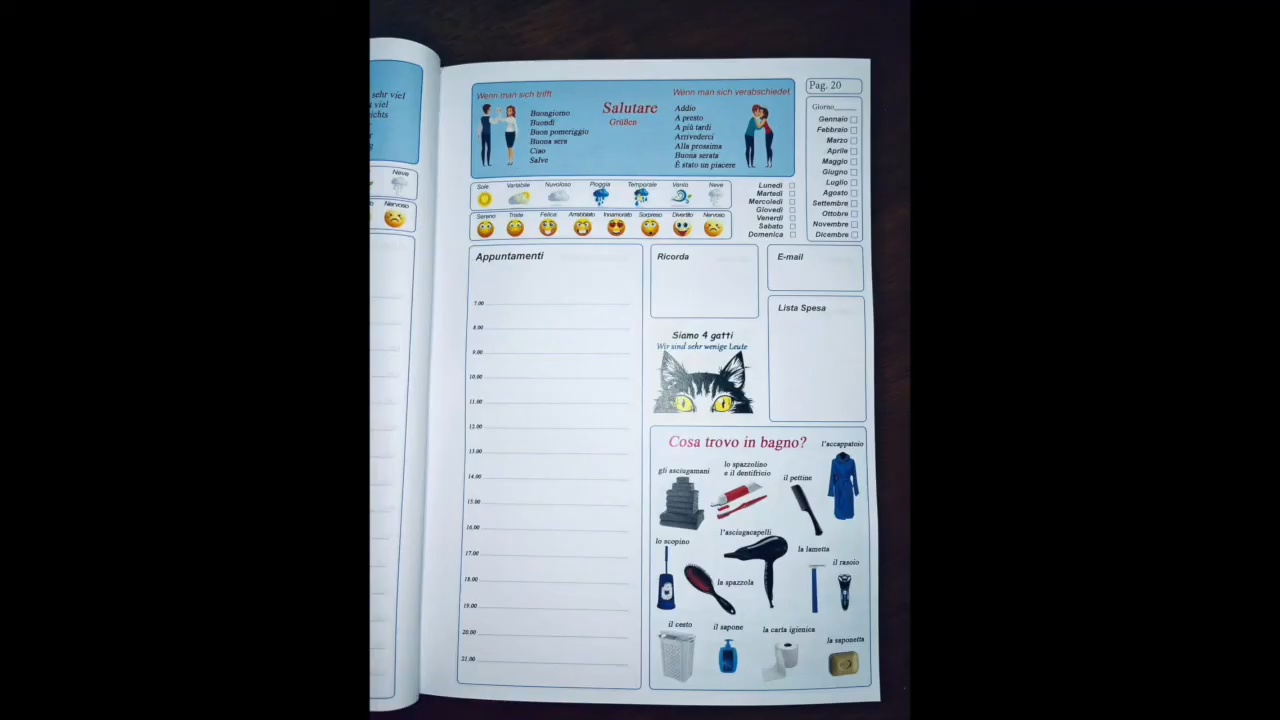 sehr viel
viel
nichts
Neve
Nervoso
Wenn man sich trifft
Buongiorno
Buondì
Buon pomeriggio
Buona sera
Ciao
Salve
Salutare
Grüßen
Wenn man sich verabschiedet
Addio
A presto
A più tardi
Arrivederci
Alla prossima
Buona serata
È stato un piacere
Pag. 20
Giorno______
Gennaio
Febbraio
Marzo
Aprile
Maggio
Giugno
Luglio
Agosto
Settembre
Ottobre
Novembre
Dicembre
Sole Variabile Nuvoloso Pioggia Temporale Vento Neve
Sereno Triste Felice Arrabbiato Innamorato Sorpreso Divertito Nervoso
Lunedì
Martedì
Mercoledì
Giovedì
Venerdì
Sabato
Domenica
Appuntamenti
7.00
8.00
9.00
10.00
11.00
12.00
13.00
14.00
15.00
16.00
17.00
18.00
19.00
20.00
21.00
Ricorda
E-mail
Lista Spesa
Siamo 4 gatti
Wir sind sehr wenige Leute
Cosa trovo in bagno?
l'accappatoio
gli asciugamani
lo spazzolino
e il dentifricio
il pettine
lo scopino
l'asciugacapelli
la lametta
il rasoio
la spazzola
il cesto
il sapone
la carta igienica
la saponetta